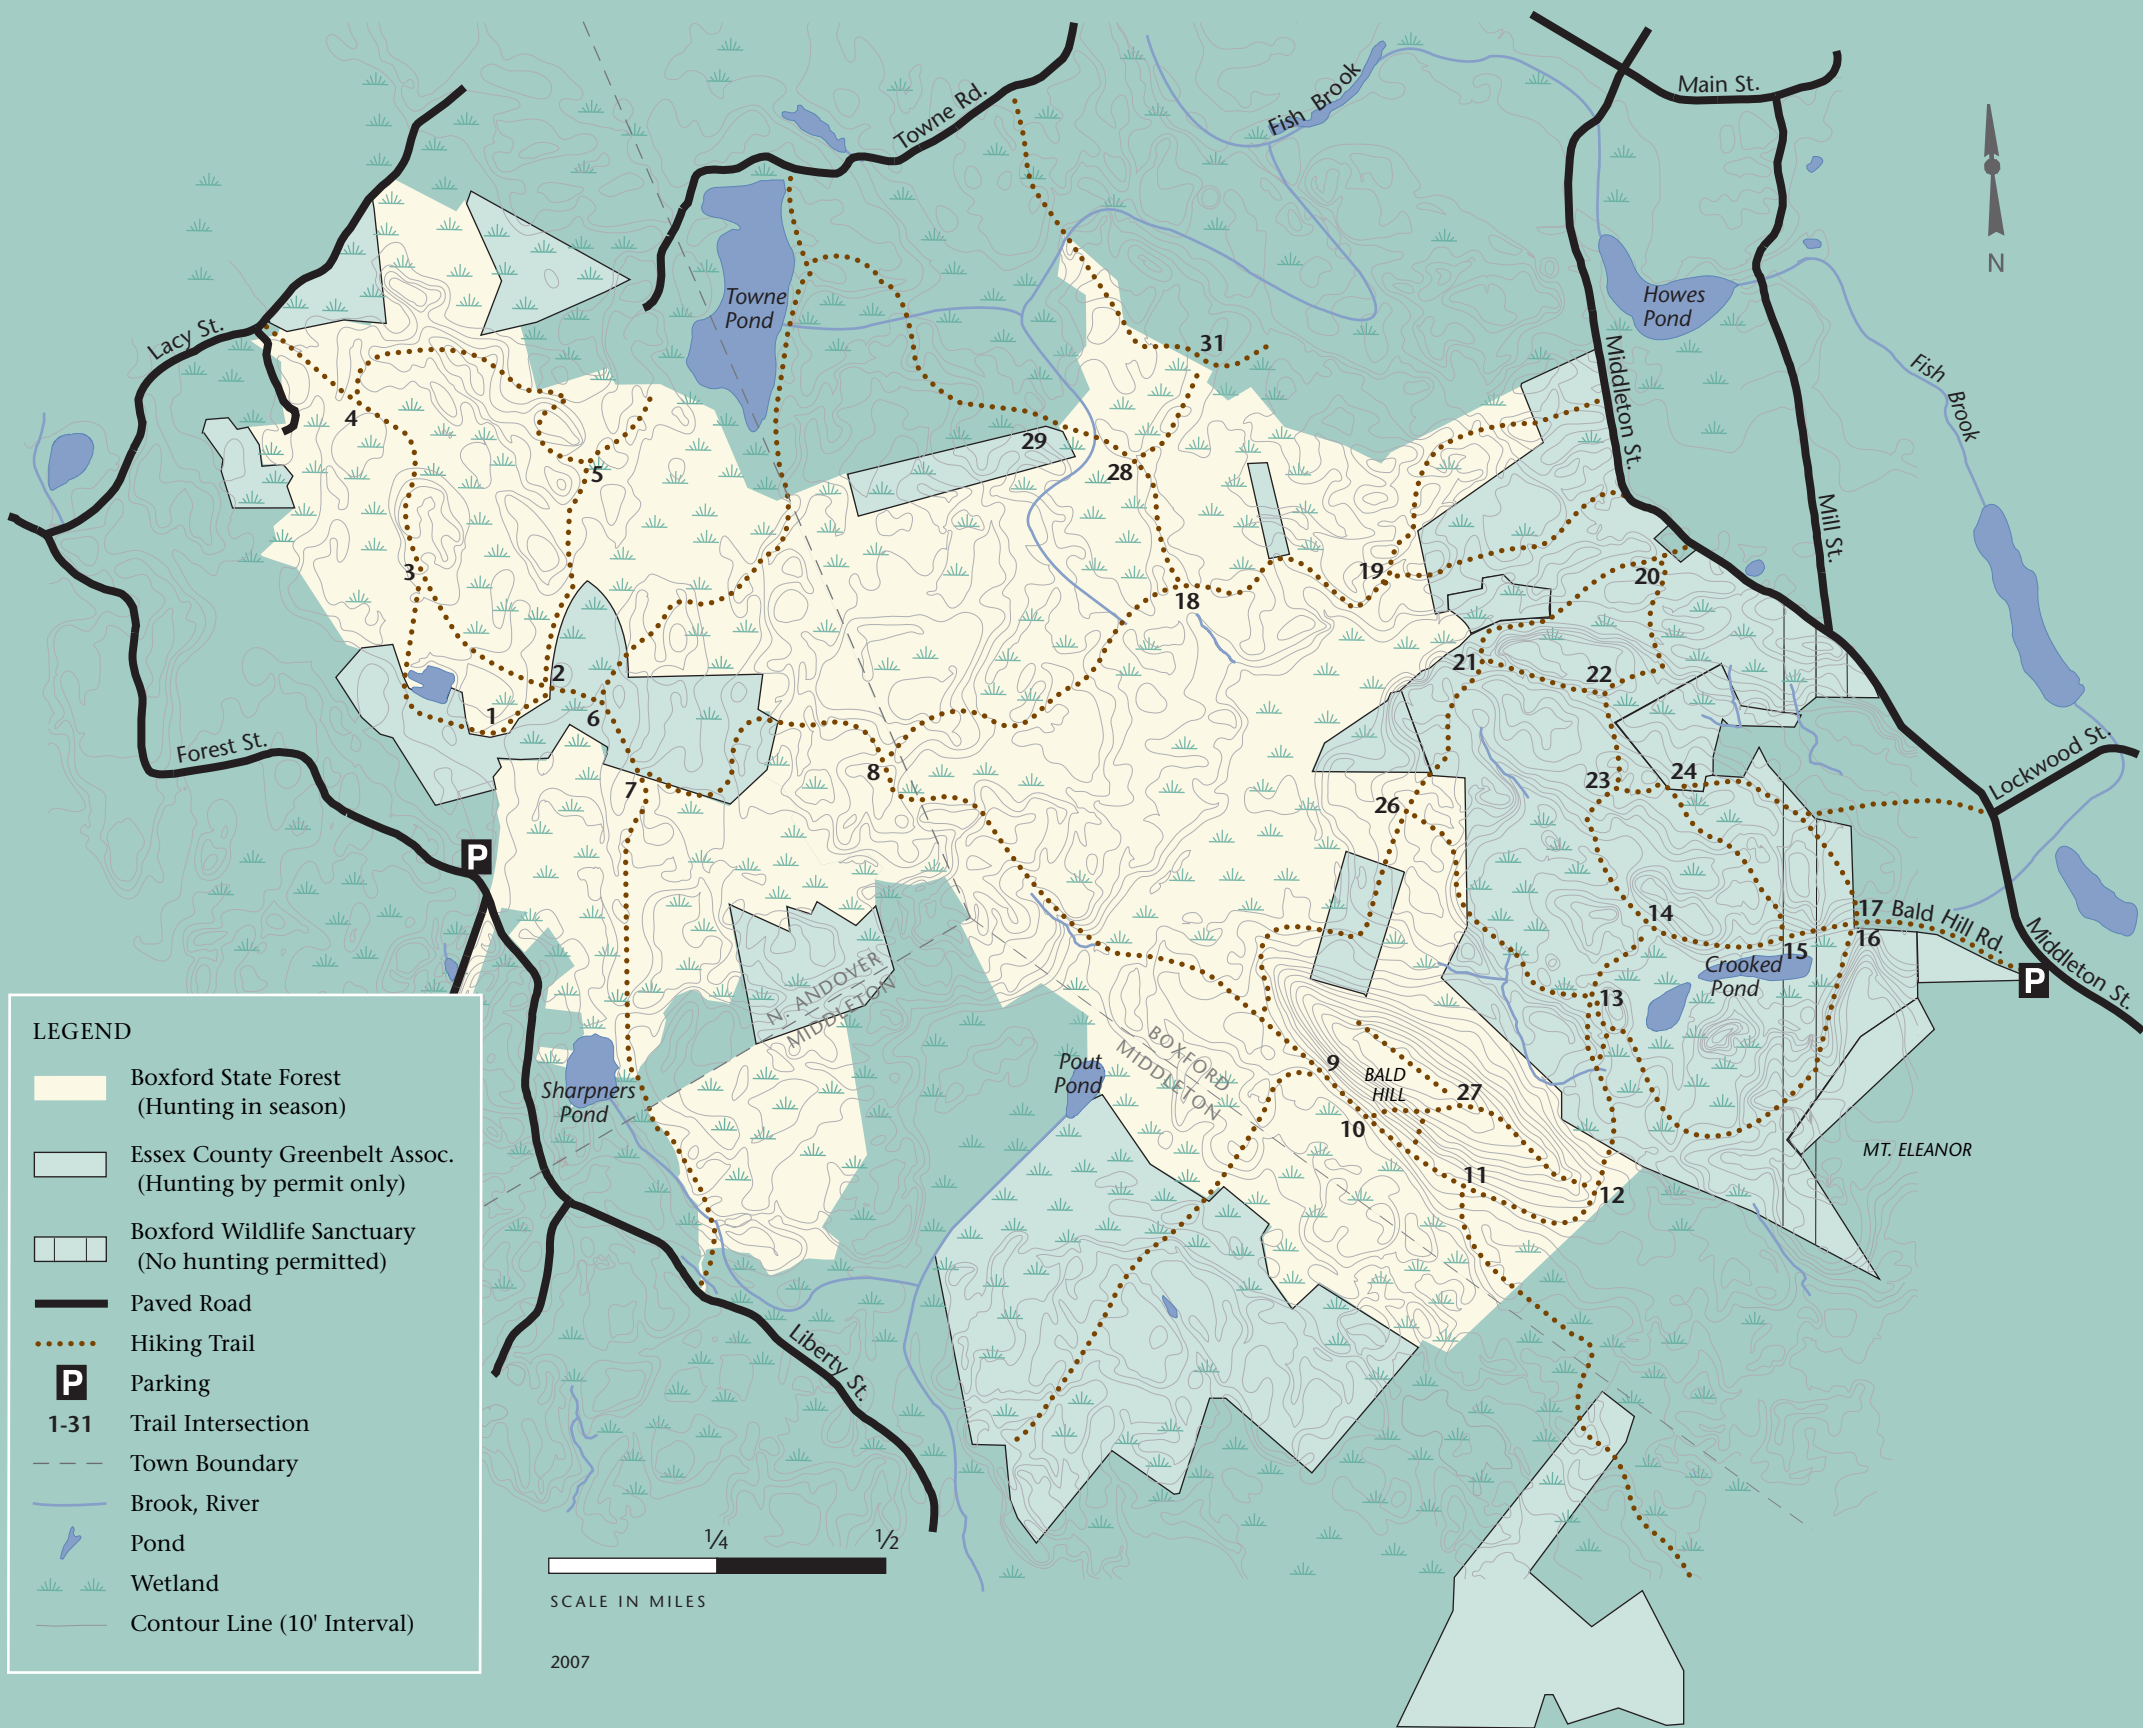 Main St.
Towne Rd.
Fish Brook
N
Towne
Pond
Howes
Pond
Lacy St.
31
Middleton St.
Fish
Brook
4
29
5
28
Mill St.
3
19
20
18
2
21
22
1
6
Forest St.
7
8
23
24
Lockwood St.
26
P
17
Bald Hill Rd.
14
16
15
Crooked
Pond
Middleton St.
P
13
N. ANDOVER
MIDDLETON
BOXFORD
MIDDLETON
Pout
Pond
9
BALD
HILL
27
Sharpners
Pond
10
MT. ELEANOR
11
12
Liberty St.
LEGEND
Boxford State Forest
(Hunting in season)
Essex County Greenbelt Assoc.
(Hunting by permit only)
Boxford Wildlife Sanctuary
(No hunting permitted)
Paved Road
Hiking Trail
P Parking
1-31 Trail Intersection
Town Boundary
Brook, River
Pond
Wetland
Contour Line (10' Interval)
1/4 1/2
SCALE IN MILES
2007